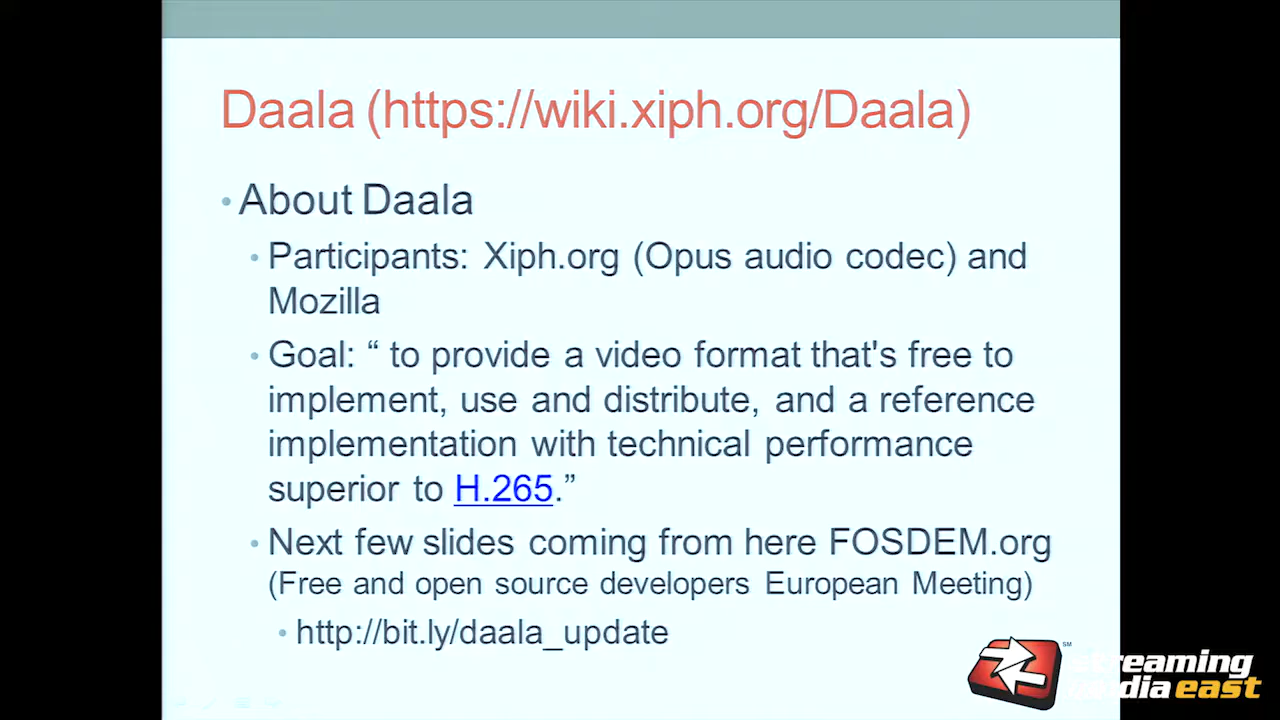 Daala (https://wiki.xiph.org/Daala)
• About Daala
• Participants: Xiph.org (Opus audio codec) and
Mozilla
• Goal: “ to provide a video format that's free to
implement, use and distribute, and a reference
implementation with technical performance
superior to H.265.”
• Next few slides coming from here FOSDEM.org
(Free and open source developers European Meeting)
• http://bit.ly/daala_update
SM
streaming
media east